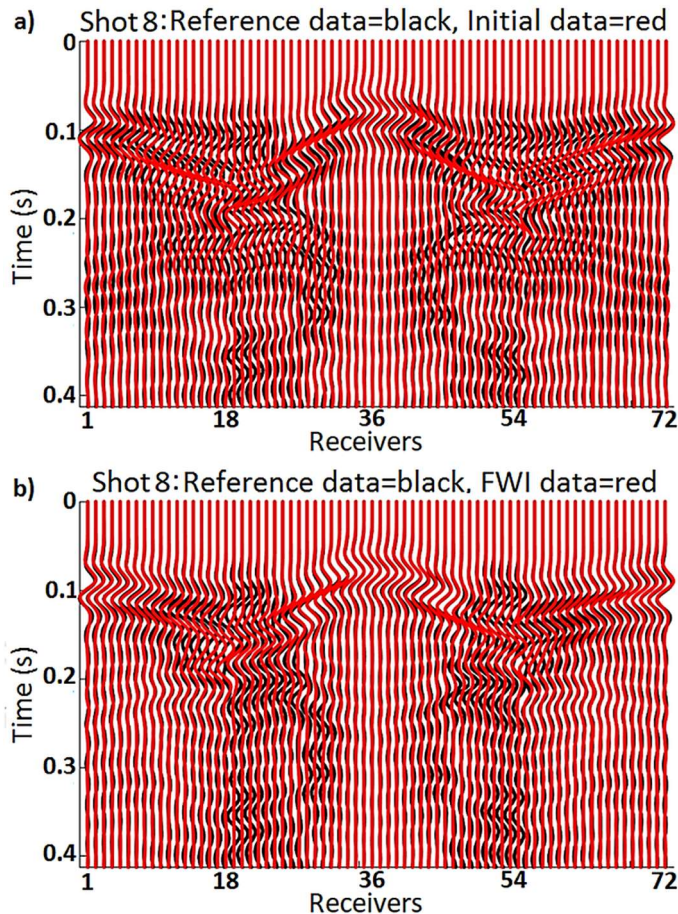 a) Shot 8: Reference data=black, Initial data=red
0
0.1
0.2
0.3
0.4
Time (s)
1 18 36 54 72
Receivers
b) Shot 8: Reference data=black, FWI data=red
0
0.1
0.2
0.3
0.4
Time (s)
1 18 36 54 72
Receivers